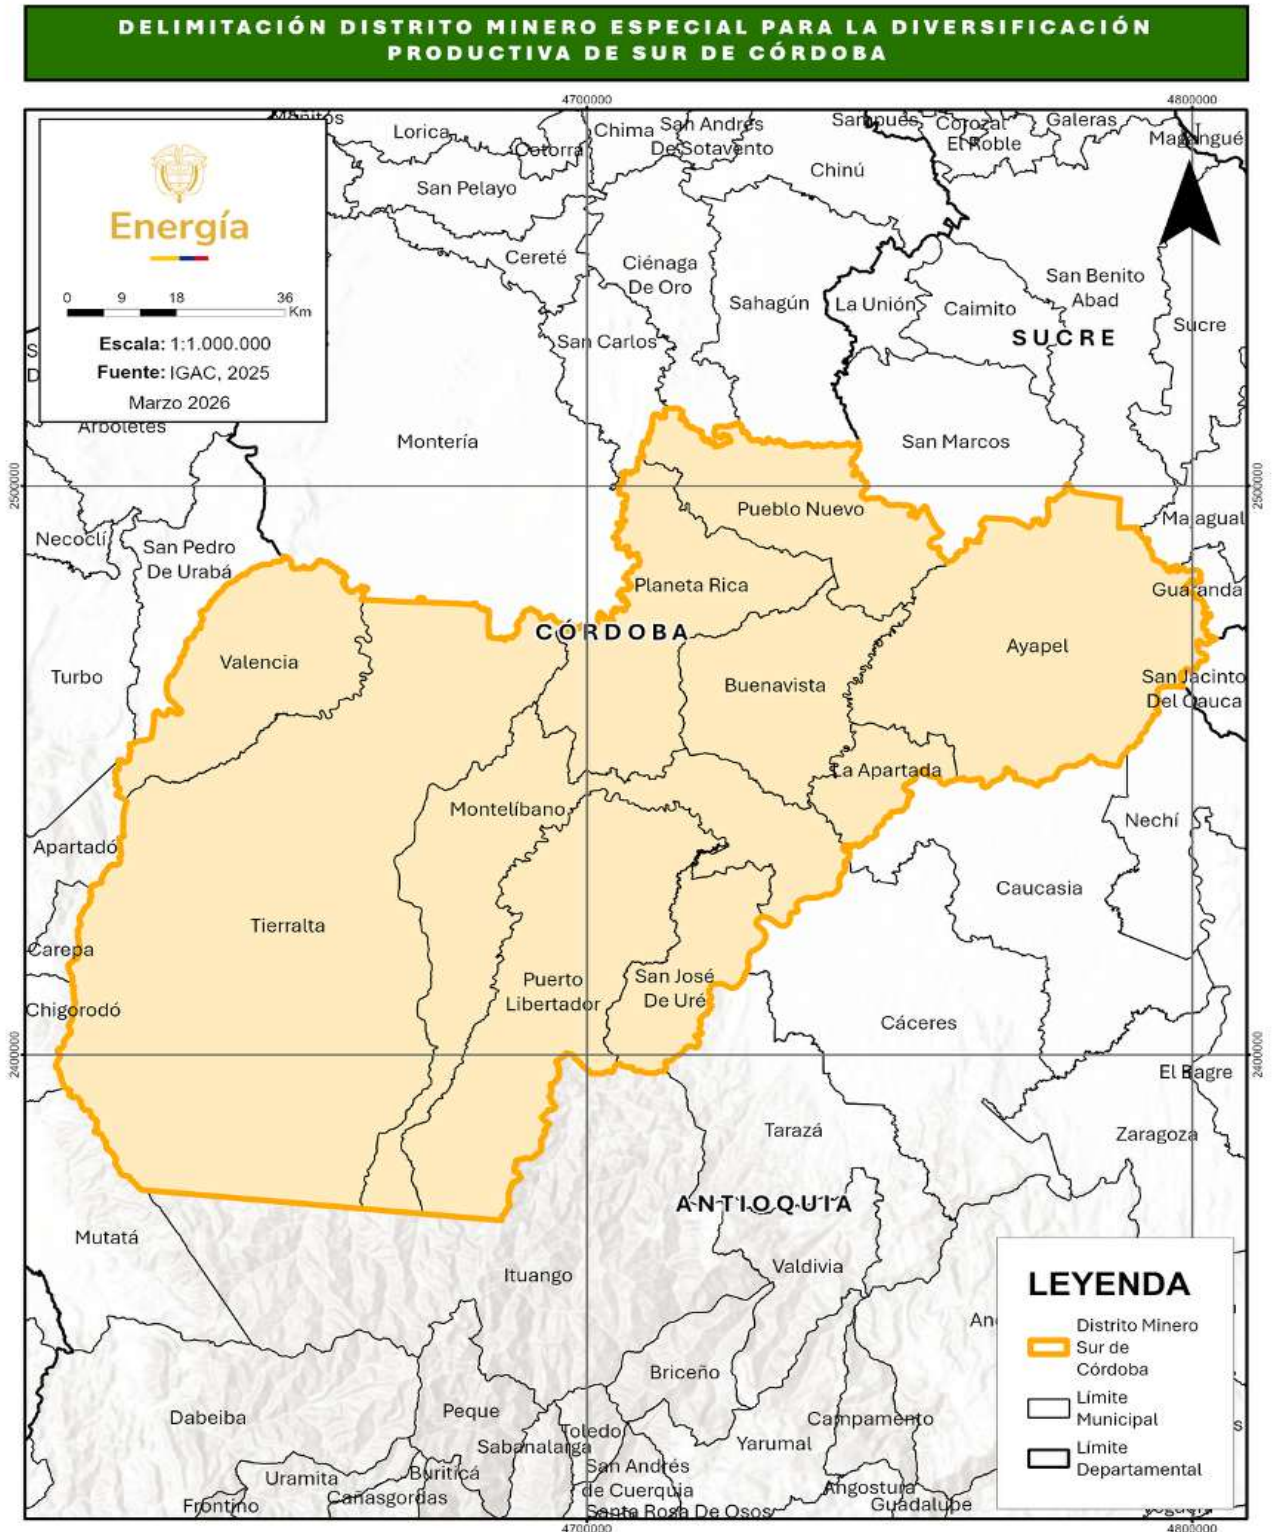 DELIMITACIÓN DISTRITO MINERO ESPECIAL PARA LA DIVERSIFICACIÓN
PRODUCTIVA DE SUR DE CÓRDOBA
4700000
4800000
Energía
0 9 18 36
Km
Escala: 1:1.000.000
Fuente: IGAC, 2025
Marzo 2026
Lorica
Cotorra
Chima
San Andrés
De Sotavento
Sampués
Corozal
El Roble
Galeras
Magangué
San Pelayo
Chinú
Cereté
Ciénaga
De Oro
Sahagún
La Unión
Caimito
San Benito
Abad
SUCRE
Sucre
San Carlos
Arboletes
Montería
San Marcos
2500000
2500000
Necoclí
San Pedro
De Urabá
Pueblo Nuevo
Majagual
Planeta Rica
Guaranda
CÓRDOBA
Valencia
Ayapel
Turbo
Buenavista
San Jacinto
Del Cauca
La Apartada
Montelíbano
Nechí
Apartadó
Caucasia
Tierralta
Carepa
Puerto
Libertador
San José
De Uré
Chigorodó
Cáceres
2400000
2400000
El Bagre
Tarazá
Zaragoza
ANTIOQUIA
Mutatá
Ituango
Valdivia
Briceño
Dabeiba
Peque
Campamento
Toledo
Sabanalarga
Yarumal
Uramita
Buriticá
San Andrés
de Cuerquia
Cañasgordas
Angostura
Frontino
Guadalupe
Santa Rosa De Osos
LEYENDA
Distrito Minero
Sur de
Córdoba
Límite
Municipal
Límite
Departamental
4700000
4800000